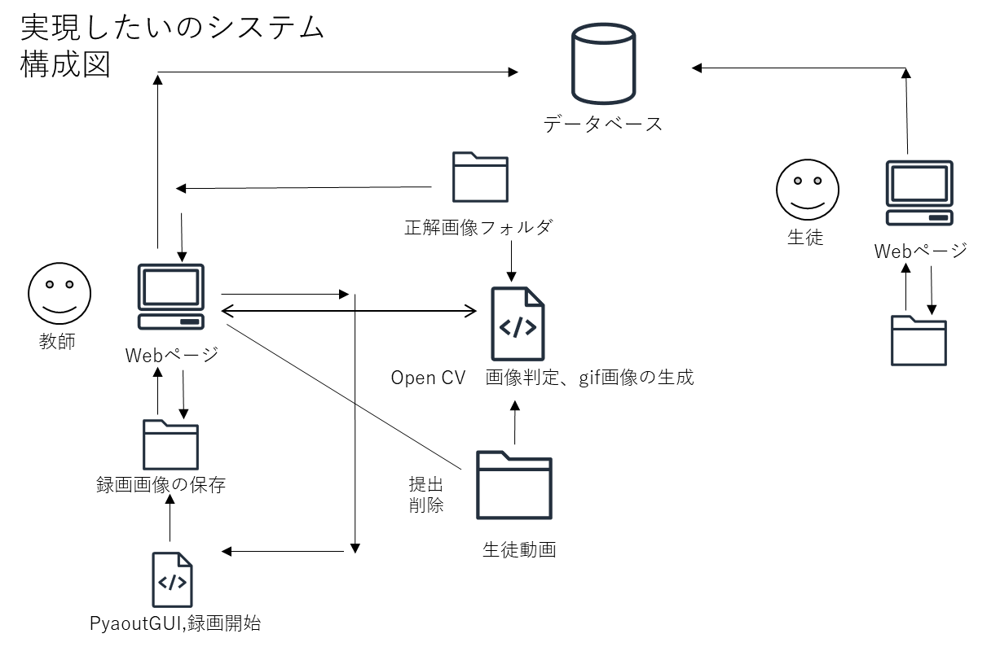 実現したいのシステム
構成図
データベース
正解画像フォルダ
生徒
Webページ
教師
Webページ
Open CV 画像判定、gif画像の生成
録画画像の保存
提出
削除
生徒動画
PyaoutGUI,録画開始